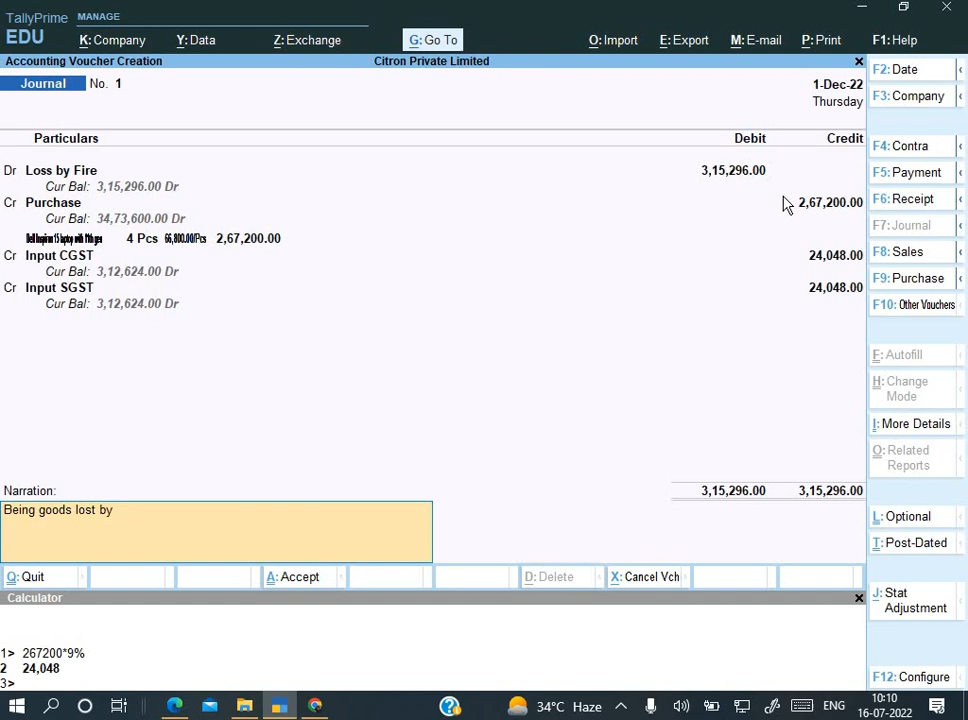 TallyPrime MANAGE
EDU K: Company Y: Data Z: Exchange G: Go To O: Import E: Export M: E-mail P: Print F1: Help
Accounting Voucher Creation Citron Private Limited × F2: Date
Journal No. 1 1-Dec-22
Thursday F3: Company
Particulars Debit Credit
F4: Contra
Dr Loss by Fire 3,15,296.00 F5: Payment
Cur Bal: 3,15,296.00 Dr
Cr Purchase 2,67,200.00 F6: Receipt
Cur Bal: 34,73,600.00 Dr F7: Journal
4 Pcs 66,800.00/Pcs 2,67,200.00
Cr Input CGST 24,048.00 F8: Sales
Cur Bal: 3,12,624.00 Dr F9: Purchase
Cr Input SGST 24,048.00
Cur Bal: 3,12,624.00 Dr F10: Other Vouchers
F: Autofill
H: Change
Mode
I: More Details
O: Related
Reports
Narration: 3,15,296.00 3,15,296.00
Being goods lost by L: Optional
T: Post-Dated
Q: Quit A: Accept D: Delete X: Cancel Vch
Calculator × J: Stat
Adjustment
1> 267200*9%
2 24,048
3> F12: Configure
34°C Haze ENG 10:10
16-07-2022